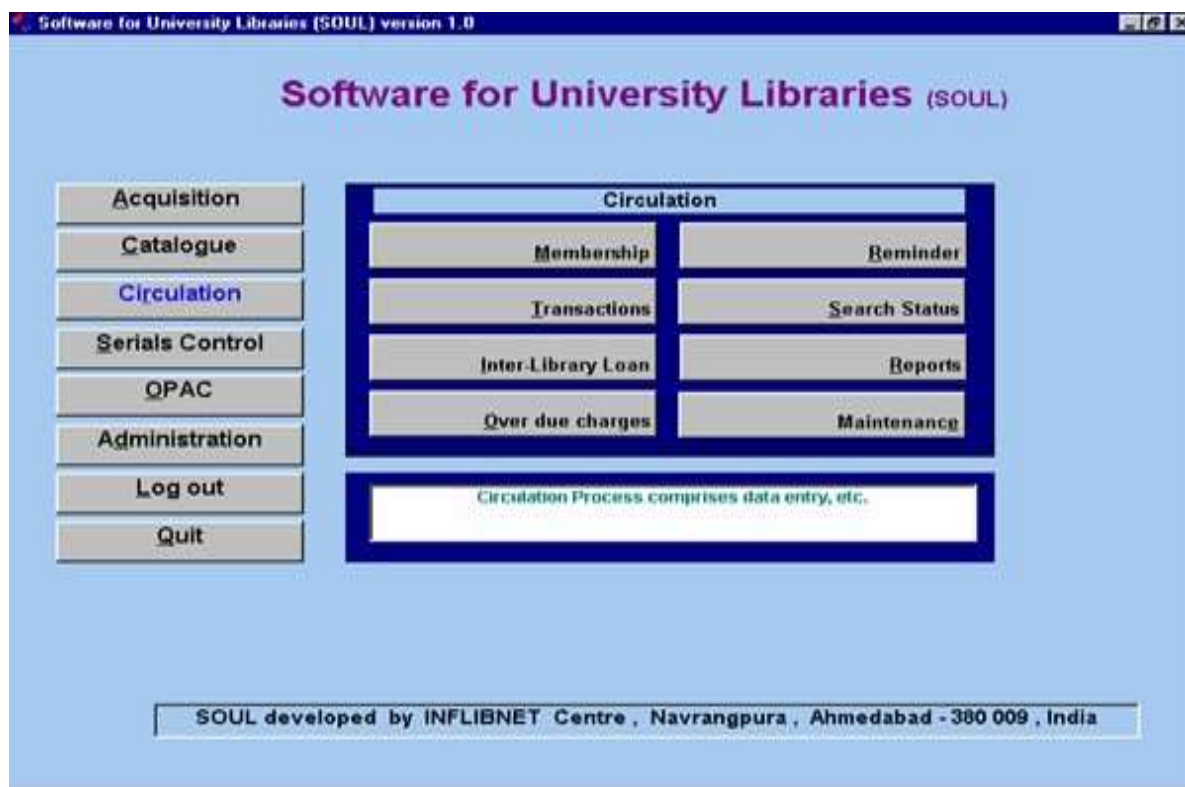 Software for University Libraries (SOUL) version 1.0
Software for University Libraries (SOUL)
Acquisition
Catalogue
Circulation
Serials Control
OPAC
Administration
Log out
Quit
Circulation
Membership
Reminder
Transactions
Search Status
Inter-Library Loan
Reports
Over due charges
Maintenance
Circulation Process comprises data entry, etc.
SOUL developed by INFLIBNET Centre , Navrangpura , Ahmedabad - 380 009 , India